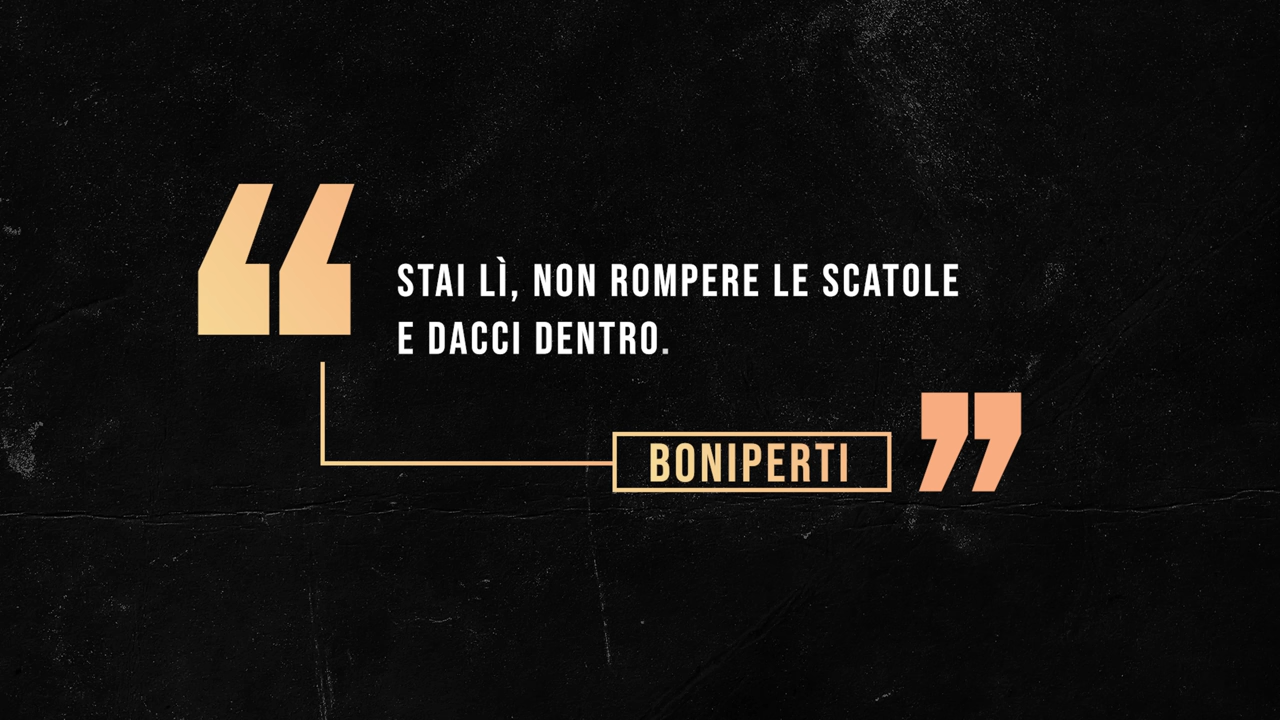 “
STAI LÌ, NON ROMPERE LE SCATOLE
E DACCI DENTRO.
BONIPERTI ”